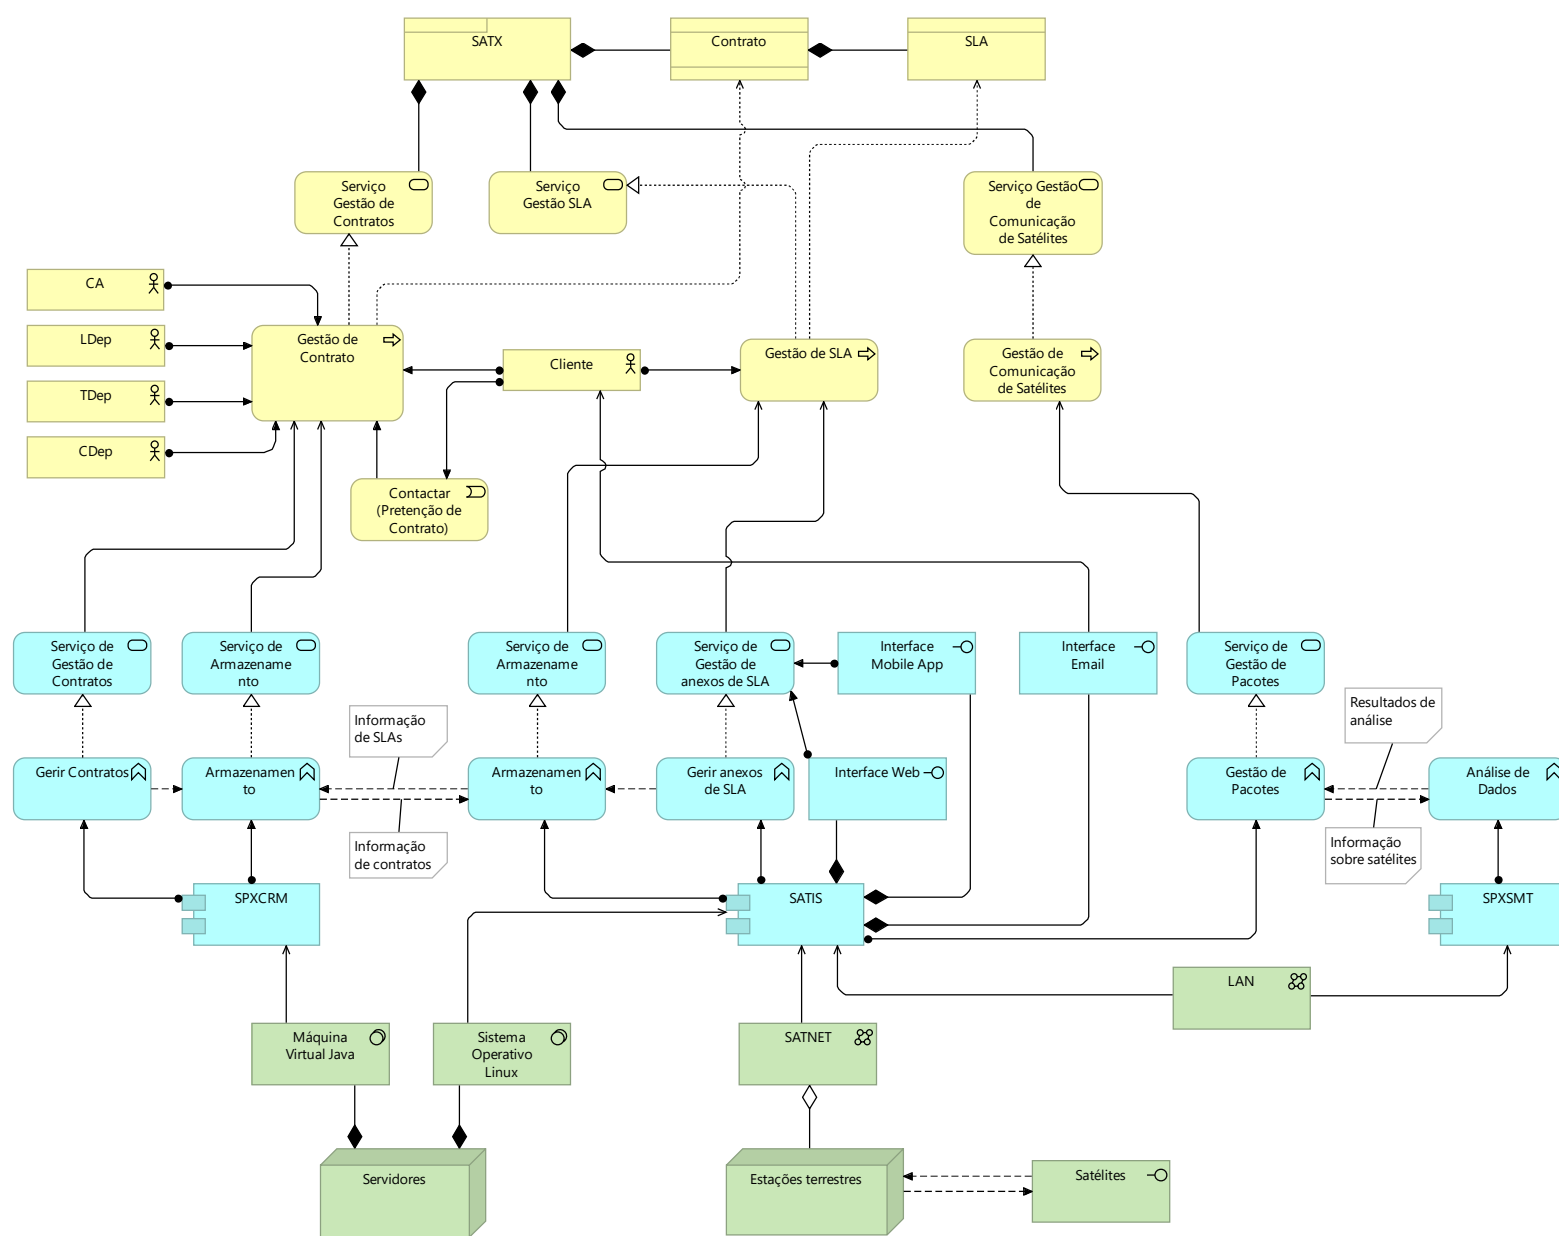 SATX
Contrato
SLA
Serviço
Gestão de
Contratos
Serviço
Gestão SLA
Serviço Gestão
de
Comunicação
de Satélites
CA
LDep
TDep
CDep
Gestão de
Contrato
Cliente
Gestão de SLA
Gestão de
Comunicação
de Satélites
Contactar
(Pretenção de
Contrato)
Serviço de
Gestão de
Contratos
Serviço de
Armazename
nto
Serviço de
Armazename
nto
Serviço de
Gestão de
anexos de SLA
Interface
Mobile App
Interface
Email
Serviço de
Gestão de
Pacotes
Informação
de SLAs
Resultados de
análise
Gerir Contratos
Armazenamen
to
Armazenamen
to
Gerir anexos
de SLA
Interface Web
Gestão de
Pacotes
Análise de
Dados
Informação
de contratos
Informação
sobre satélites
SPXCRM
SATIS
SPXSMT
LAN
Máquina
Virtual Java
Sistema
Operativo
Linux
SATNET
Servidores
Estações terrestres
Satélites